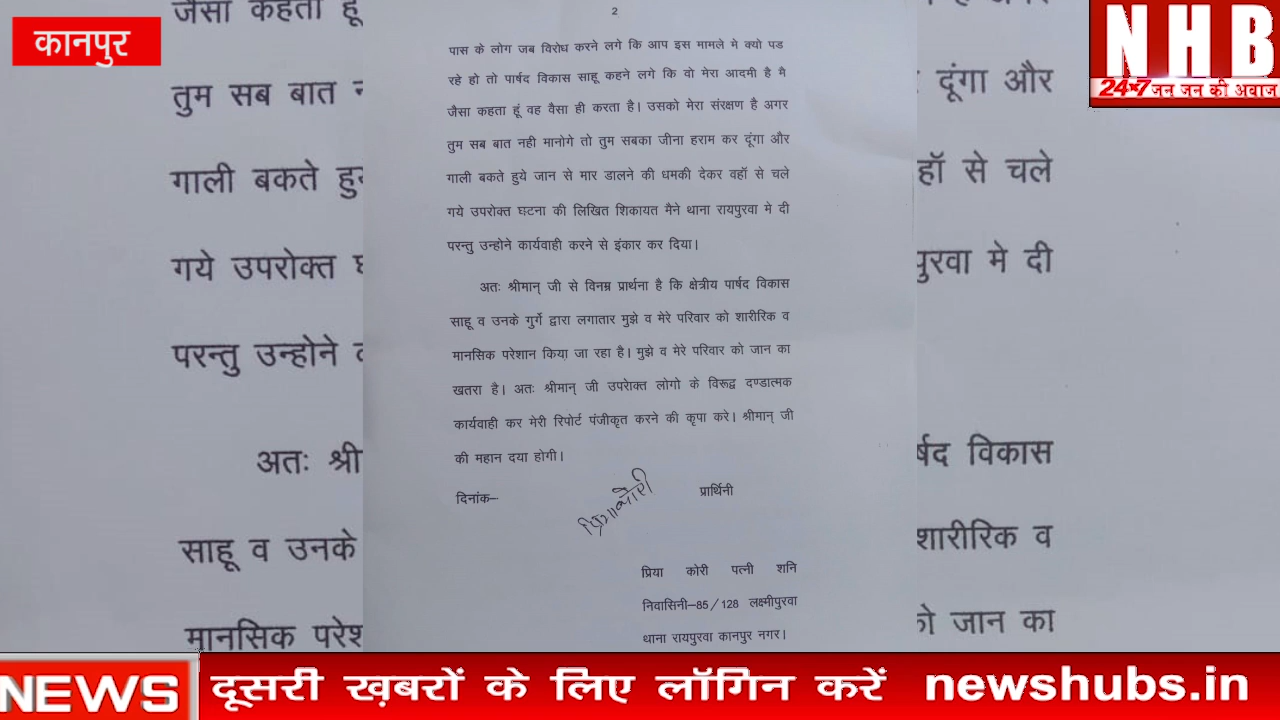 कानपुर
NHB
24×7 जन जन की अवाज
2
पास के लोग जब विरोध करने लगे कि आप इस मामले मे क्यो पड
रहे हो तो पार्षद विकास साहू कहने लगे कि वो मेरा आदमी है मै
जैसा कहता हूं वह वैसा ही करता है। उसको मेरा संरक्षण है अगर
तुम सब बात नही मानोगे तो तुम सबका जीना हराम कर दूंगा और
गाली बकते हुये जान से मार डालने की धमकी देकर वहॉ से चले
गये उपरोक्त घटना की लिखित शिकायत मैने थाना रायपुरवा मे दी
परन्तु उन्होने कार्यवाही करने से इंकार कर दिया।
अतः श्रीमान् जी से विनम्र प्रार्थना है कि क्षेत्रीय पार्षद विकास
साहू व उनके गुर्गे द्वारा लगातार मुझे व मेरे परिवार को शारीरिक व
मानसिक परेशान किया जा रहा है। मुझे व मेरे परिवार को जान का
खतरा है। अतः श्रीमान् जी उपरोक्त लोगो के विरूद्व दण्डात्मक
कार्यवाही कर मेरी रिपोर्ट पंजीकृत करने की कृपा करे। श्रीमान् जी
की महान दया होगी।
दिनांक–
प्रार्थिनी
प्रिया कोरी
प्रिया कोरी पत्नी शनि
निवासिनी–85/128 लक्ष्मीपुरवा
थाना रायपुरवा कानपुर नगर।
जैसा कहता हूं
तुम सब बात
दूंगा और
गाली बकते
से चले
गये उपरोक्त
मे दी
परन्तु उन्होने
अतः
विकास
साहू व उनके
शारीरिक व
मानसिक
जान का
NEWS दूसरी ख़बरों के लिए लॉगिन करें newshubs.in